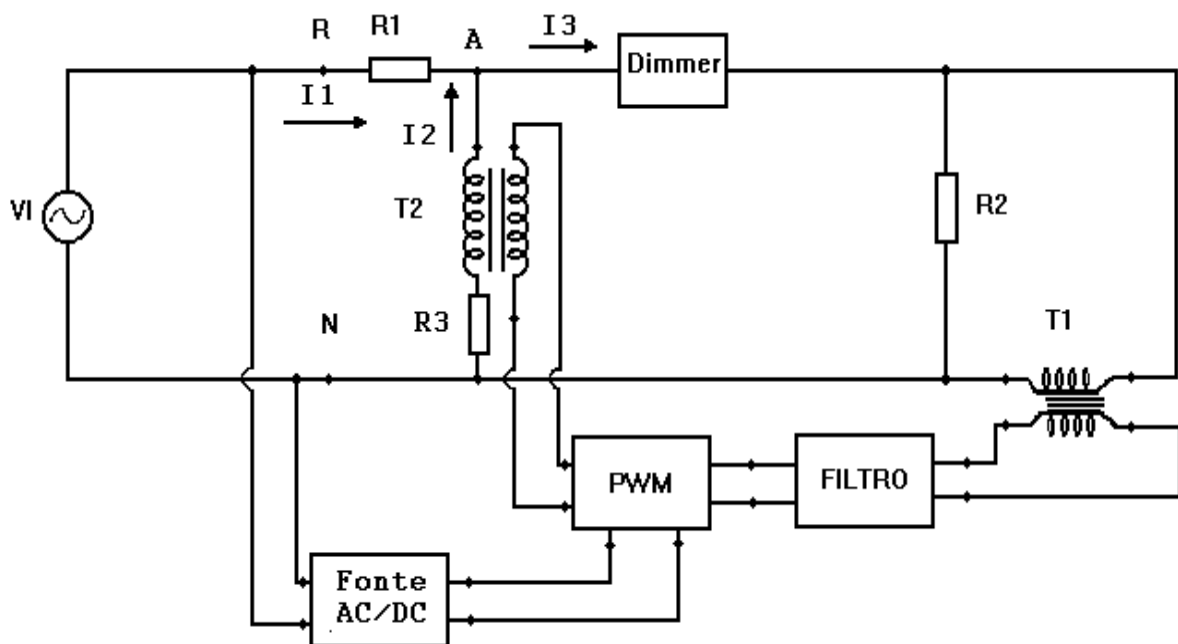 R
R1
A
I3
Dimmer
I1
I2
VI
T2
R2
R3
N
T1
PWM
FILTRO
Fonte
AC/DC